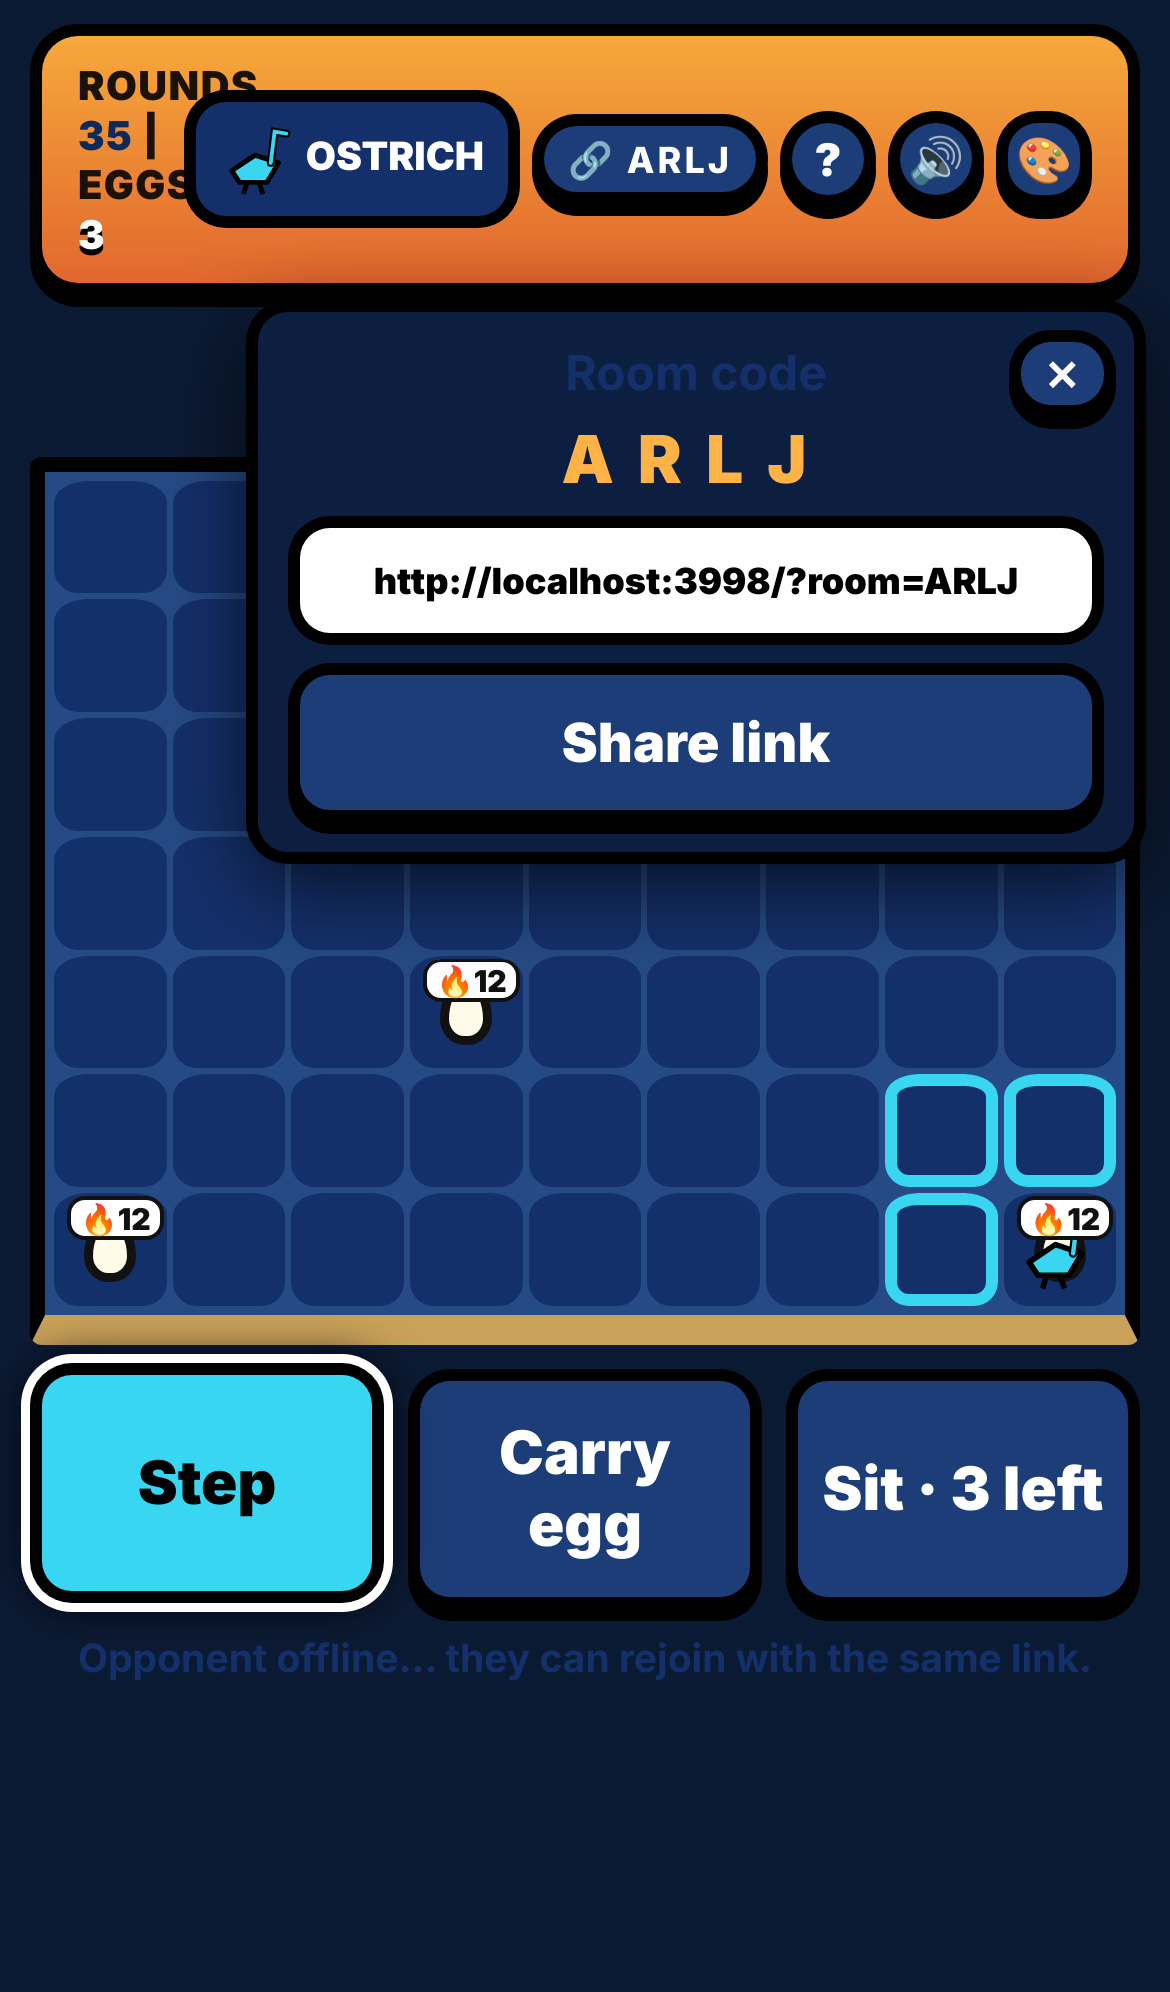 ROUNDS
35 |
EGGS
3
OSTRICH
ARLJ
?
Room code
ARLJ
http://localhost:3998/?room=ARLJ
Share link
12
12
12
Step
Carry
egg
Sit · 3 left
Opponent offline... they can rejoin with the same link.